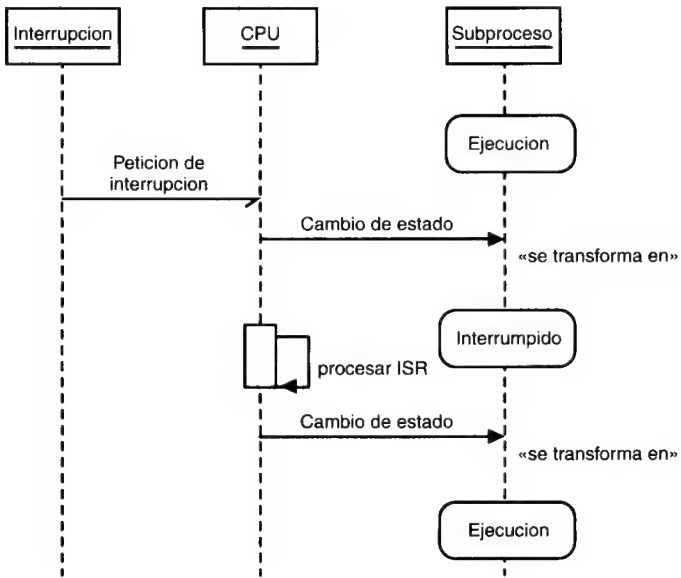 Interrupcion
CPU
Subproceso
Ejecucion
Peticion de
interrupcion
Cambio de estado
«se transforma en»
Interrumpido
procesar ISR
Cambio de estado
«se transforma en»
Ejecucion